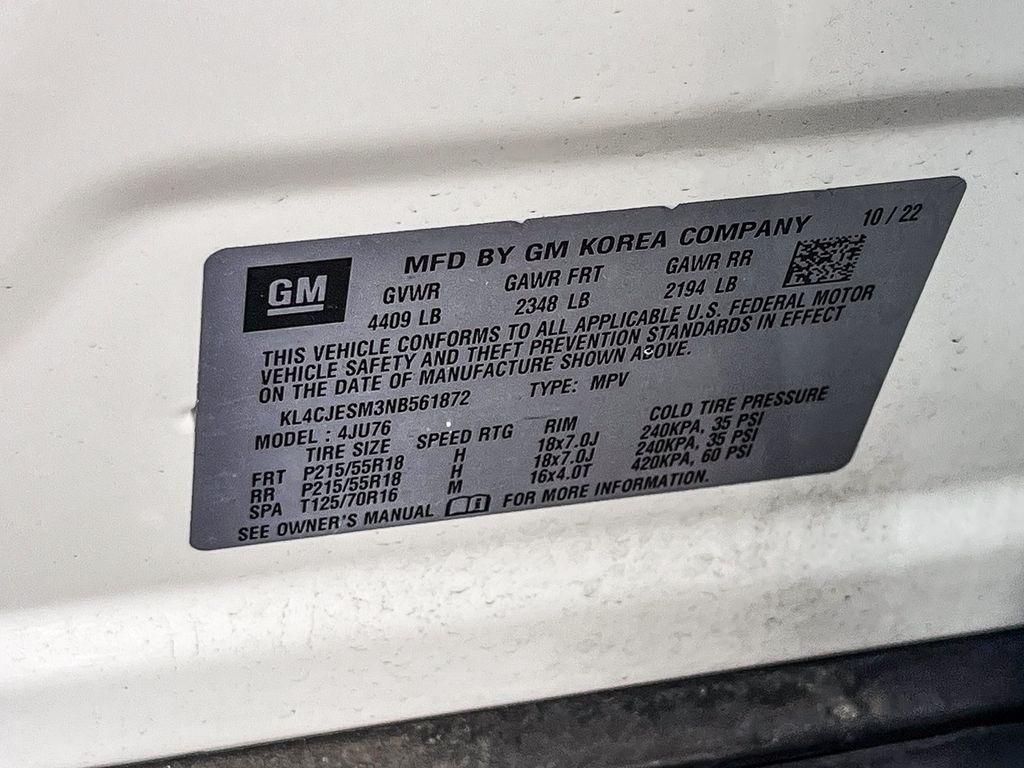 GM
MFD BY GM KOREA COMPANY 10 / 22
GVWR GAWR FRT GAWR RR
4409 LB 2348 LB 2194 LB
THIS VEHICLE CONFORMS TO ALL APPLICABLE U.S. FEDERAL MOTOR
VEHICLE SAFETY AND THEFT PREVENTION STANDARDS IN EFFECT
ON THE DATE OF MANUFACTURE SHOWN ABOVE.
KL4CJESM3NB561872 TYPE: MPV
MODEL : 4JU76
TIRE SIZE SPEED RTG RIM COLD TIRE PRESSURE
FRT P215/55R18 H 18x7.0J 240KPA, 35 PSI
RR P215/55R18 H 18x7.0J 240KPA, 35 PSI
SPA T125/70R16 M 16x4.0T 420KPA, 60 PSI
SEE OWNER'S MANUAL FOR MORE INFORMATION.